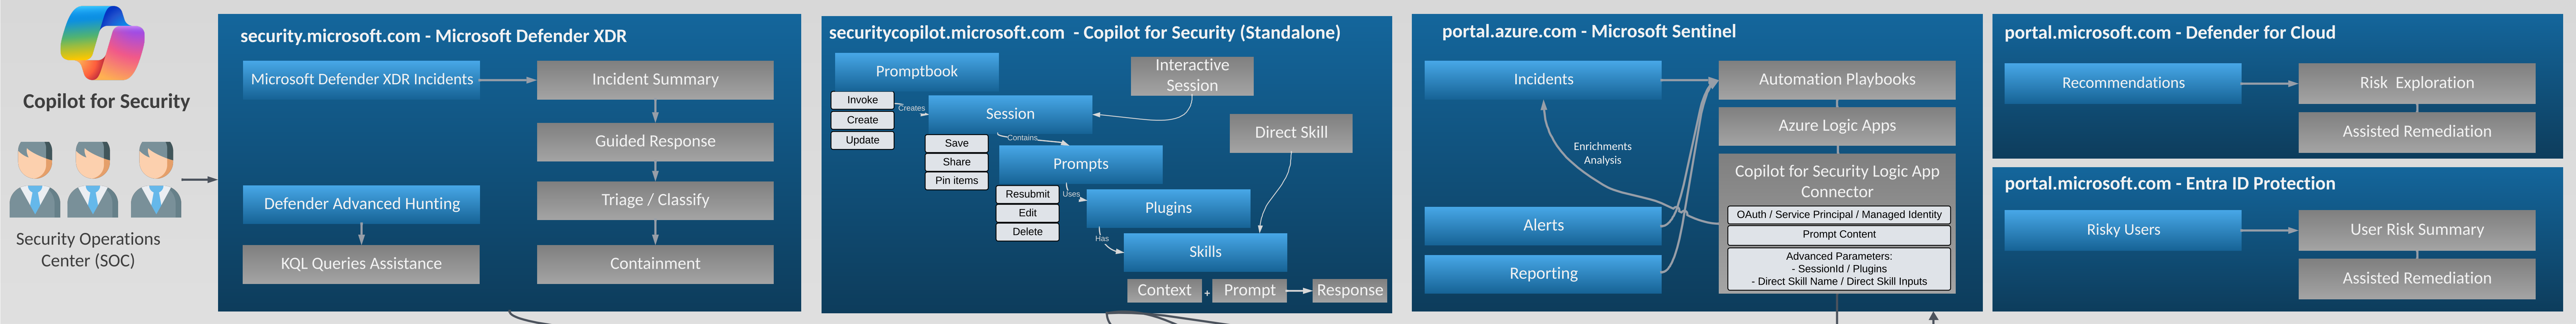 Copilot for Security
Security Operations
Center (SOC)
security.microsoft.com - Microsoft Defender XDR
Microsoft Defender XDR Incidents
Incident Summary
Guided Response
Triage / Classify
Containment
Defender Advanced Hunting
KQL Queries Assistance
securitycopilot.microsoft.com - Copilot for Security (Standalone)
Promptbook
Invoke
Create
Update
Creates
Session
Interactive
Session
Save
Share
Pin items
Contains
Prompts
Direct Skill
Resubmit
Edit
Delete
Uses
Plugins
Has
Skills
Context + Prompt Response
portal.azure.com - Microsoft Sentinel
Incidents
Enrichments
Analysis
Alerts
Reporting
Automation Playbooks
Azure Logic Apps
Copilot for Security Logic App
Connector
OAuth / Service Principal / Managed Identity
Prompt Content
Advanced Parameters:
- SessionId / Plugins
- Direct Skill Name / Direct Skill Inputs
portal.microsoft.com - Defender for Cloud
Recommendations
Risk Exploration
Assisted Remediation
portal.microsoft.com - Entra ID Protection
Risky Users
User Risk Summary
Assisted Remediation